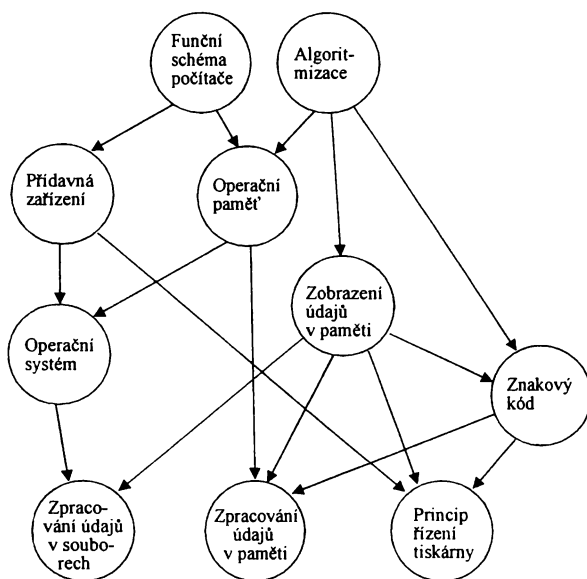 Funční
schéma
počítače
Algorit-
mizace
Přídavná
zařízení
Operační
paměť
Zobrazení
údajů
v paměti
Operační
systém
Znakový
kód
Zpraco-
vání údajů
v soubo-
rech
Zpracování
údajů
v paměti
Princip
řízení
tiskárny